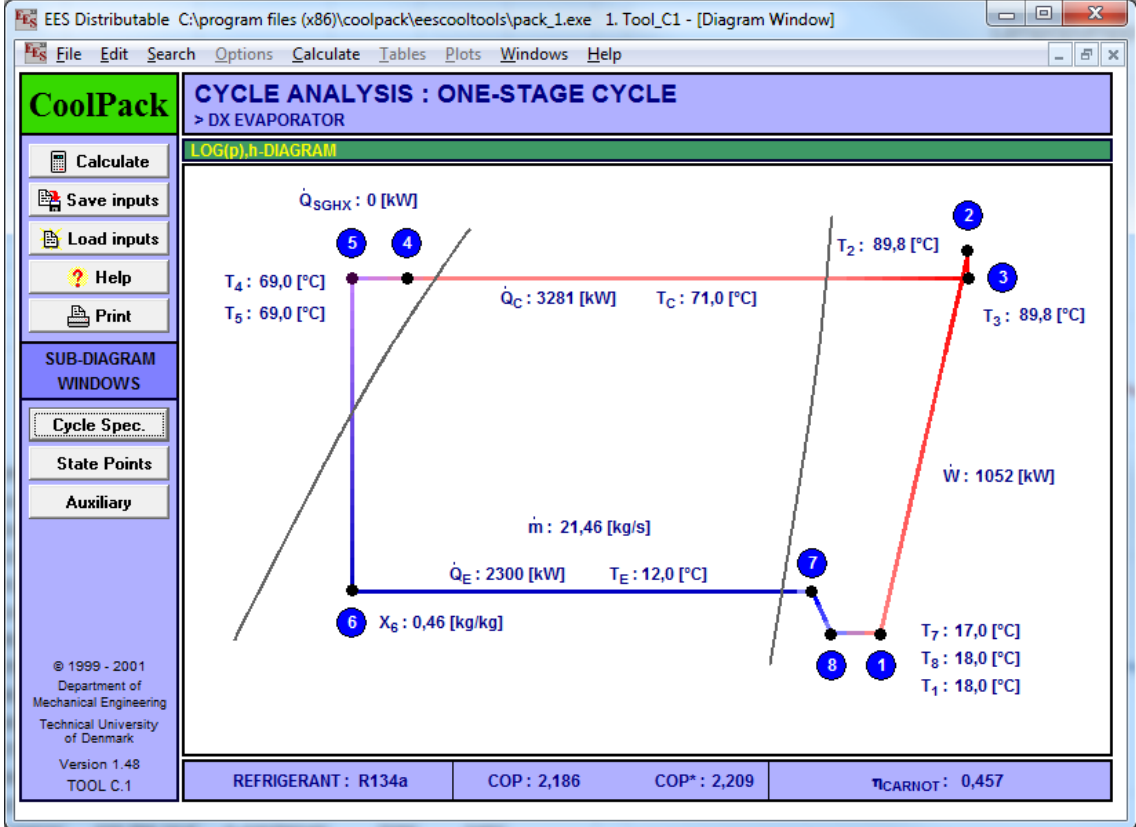 EES Distributable C:\program files (x86)\coolpack\eescooltools\pack_1.exe 1. Tool_C1 - [Diagram Window]
File Edit Search Options Calculate Tables Plots Windows Help
CoolPack
CYCLE ANALYSIS : ONE-STAGE CYCLE
> DX EVAPORATOR
LOG(p),h-DIAGRAM
Calculate
Save inputs
Load inputs
Help
Print
SUB-DIAGRAM
WINDOWS
Cycle Spec.
State Points
Auxiliary
© 1999 - 2001
Department of
Mechanical Engineering
Technical University
of Denmark
Version 1.48
TOOL C.1
Q̇SGHX : 0 [kW]
5 4
2
T2 : 89,8 [°C]
3
T4 : 69,0 [°C]
Q̇C : 3281 [kW] TC : 71,0 [°C]
T5 : 69,0 [°C]
T3 : 89,8 [°C]
Ẇ : 1052 [kW]
ṁ : 21,46 [kg/s]
Q̇E : 2300 [kW] TE : 12,0 [°C]
7
6 X6 : 0,46 [kg/kg]
8 1
T7 : 17,0 [°C]
T8 : 18,0 [°C]
T1 : 18,0 [°C]
REFRIGERANT : R134a COP : 2,186 COP* : 2,209 ηCARNOT : 0,457